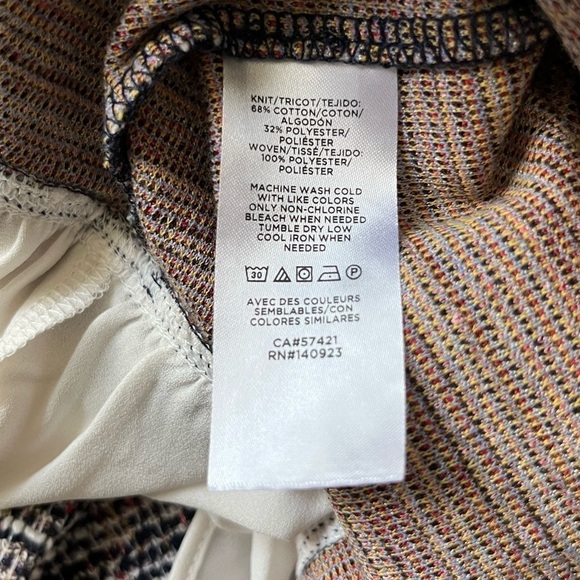 KNIT/TRICOT/TEJIDO:
68% COTTON/COTON/
ALGODÓN
32% POLYESTER/
POLIÉSTER
WOVEN/TISSÉ/TEJIDO:
100% POLYESTER/
POLIÉSTER
MACHINE WASH COLD
WITH LIKE COLORS
ONLY NON-CHLORINE
BLEACH WHEN NEEDED
TUMBLE DRY LOW
COOL IRON WHEN
NEEDED
30 P
AVEC DES COULEURS
SEMBLABLES/CON
COLORES SIMILARES
CA#57421
RN#140923